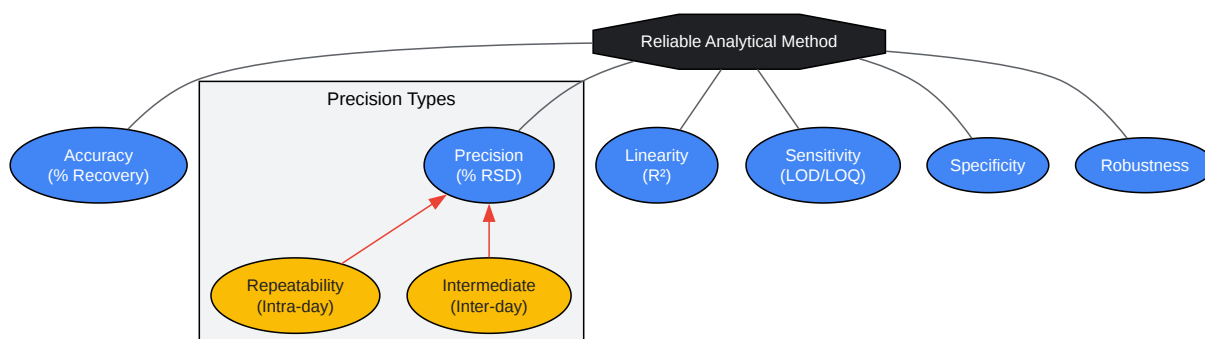 Reliable Analytical Method
Precision Types
Accuracy
(% Recovery)
Precision
(% RSD)
Linearity
(R²)
Sensitivity
(LOD/LOQ)
Specificity
Robustness
Repeatability
(Intra-day)
Intermediate
(Inter-day)